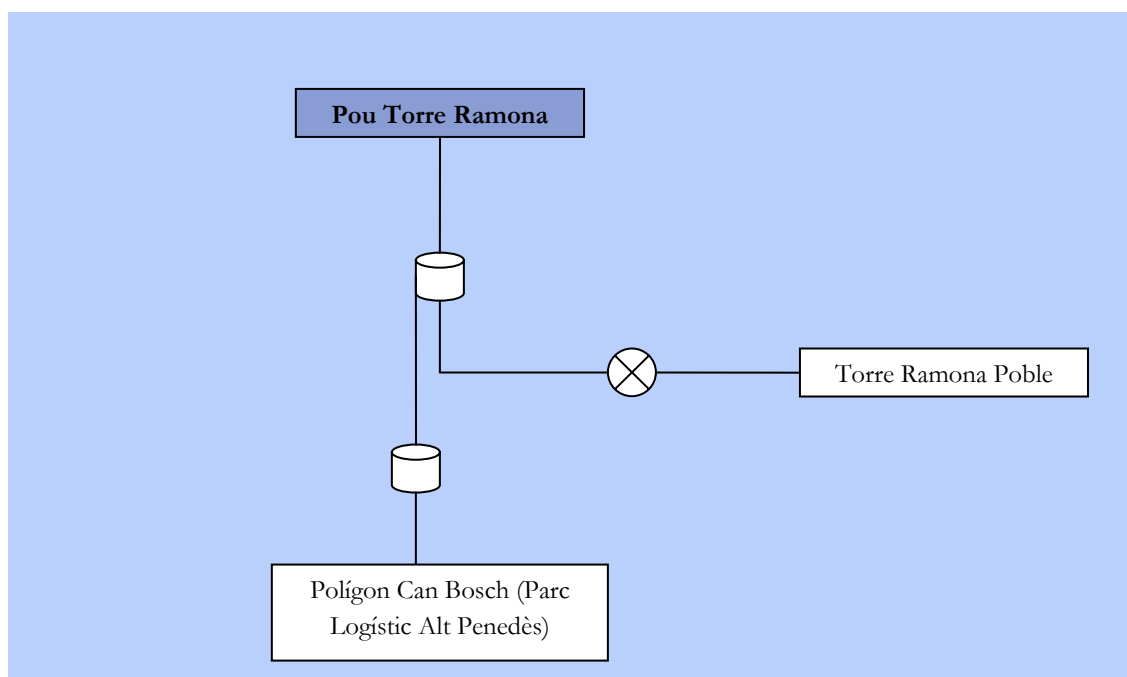 Pou Torre Ramona
Torre Ramona Poble
Polígon Can Bosch (Parc
Logístic Alt Penedès)